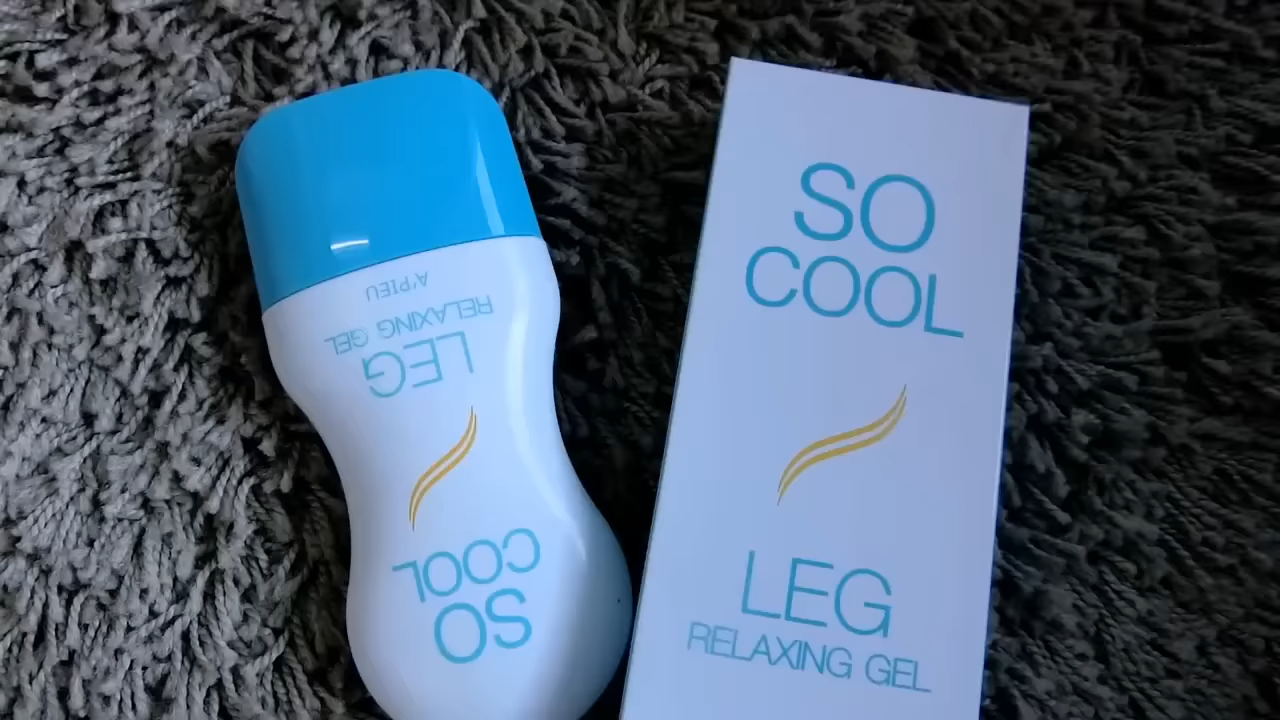 SO
COOL
LEG
RELAXING GEL
A'PIEU
SO
COOL
LEG
RELAXING GEL